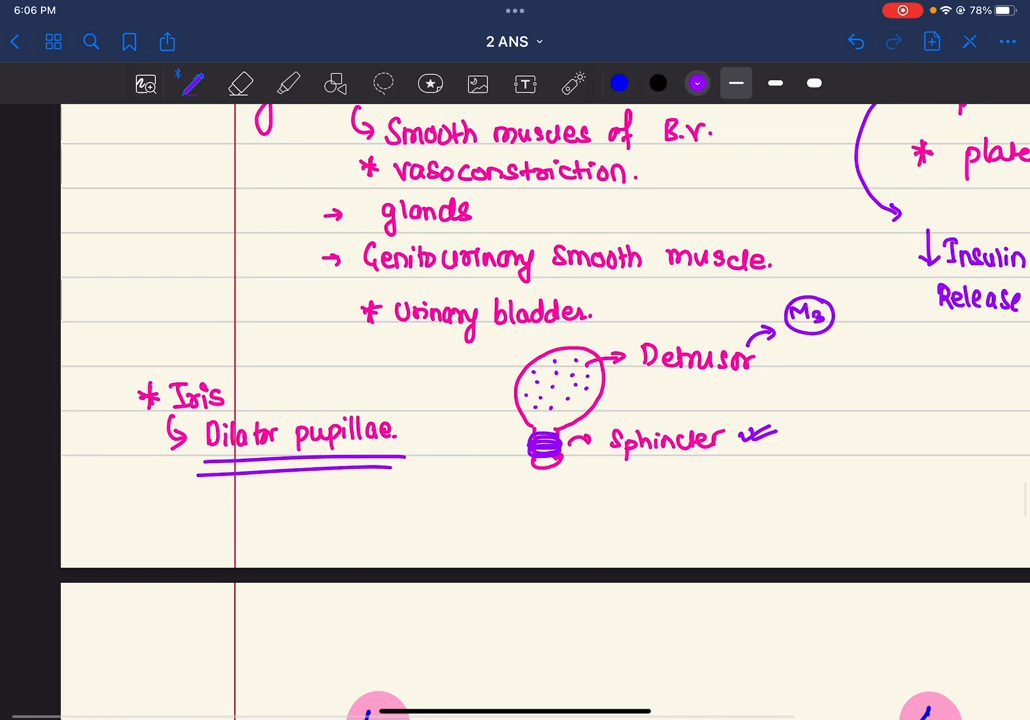 6:06 PM
78%
2 ANS
T
↳ Smooth muscles of B.V.
* vasoconstriction.
→ glands
→ Genitourinary smooth muscle.
* Urinary bladder.
* plate
↓ Insulin
Release
M3
→ Detrusor
Sphincter
* Iris
↳ Dilator pupillae.